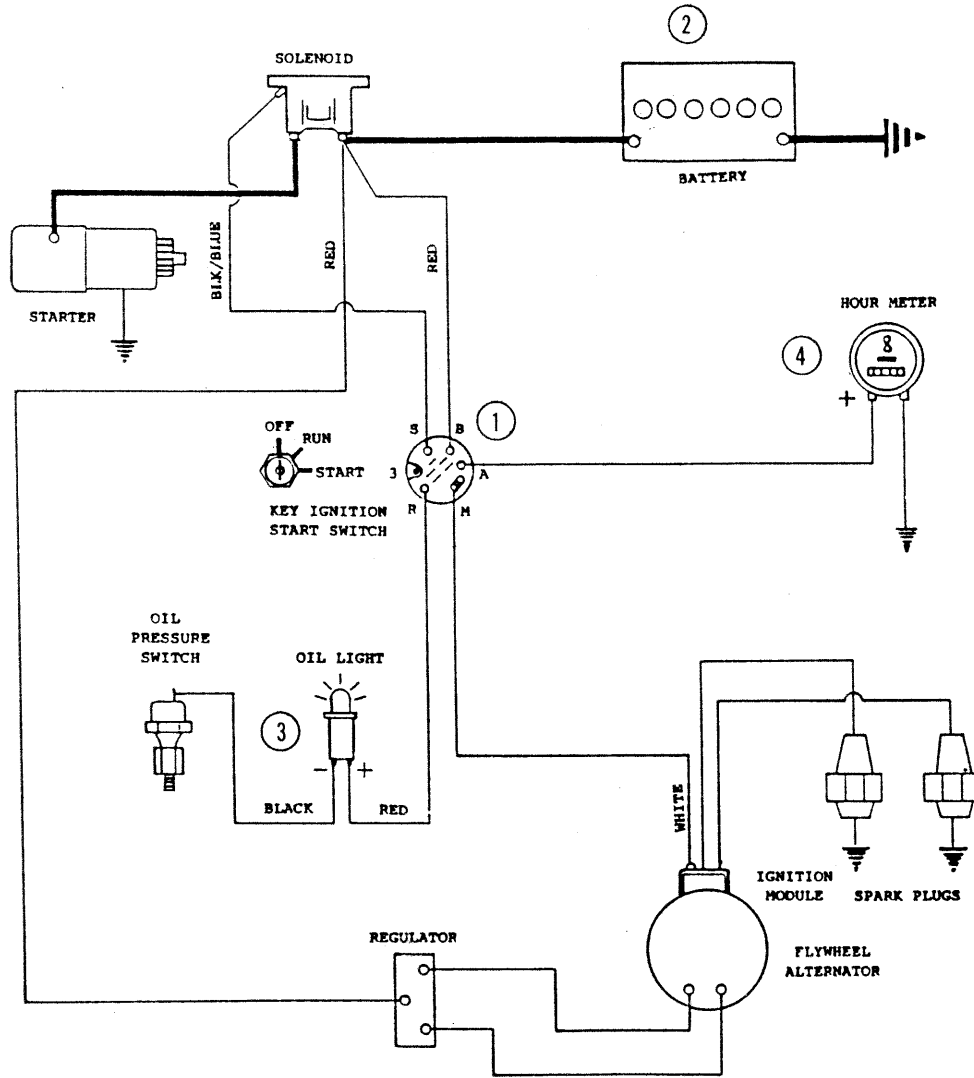 2
SOLENOID
BATTERY
BLK/BLUE
RED
RED
STARTER
HOUR METER
8
4
+
1
OFF
RUN
START
KEY IGNITION
START SWITCH
S
B
3
A
R
M
OIL
PRESSURE
SWITCH
OIL LIGHT
3
- +
BLACK
RED
WHITE
IGNITION
MODULE
SPARK PLUGS
REGULATOR
FLYWHEEL
ALTERNATOR